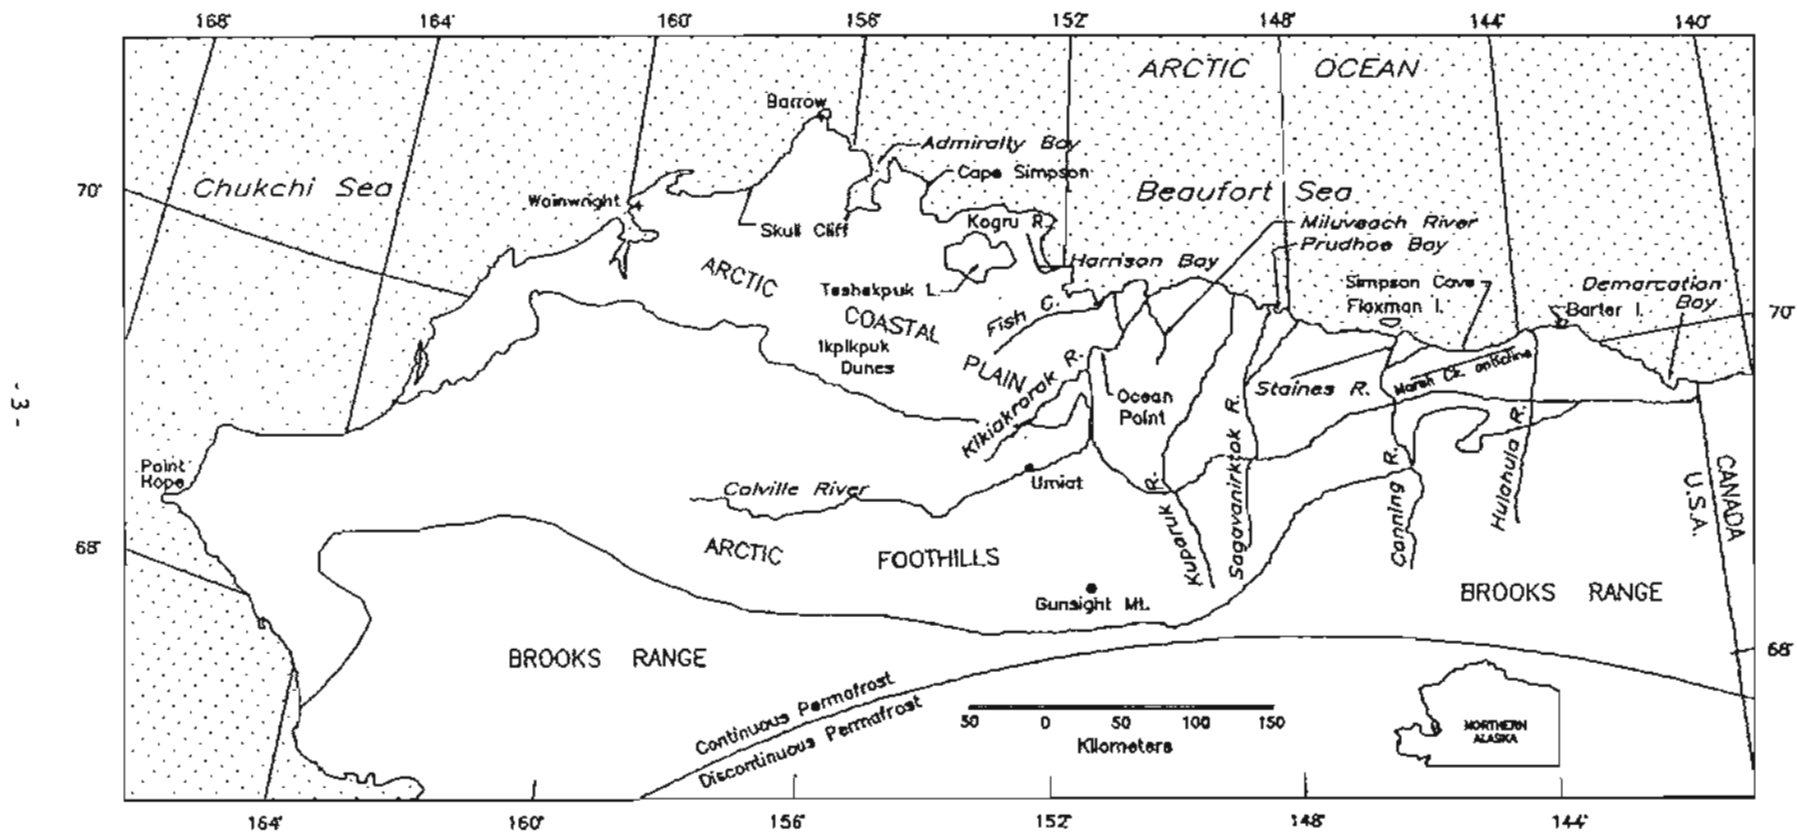 168° 164° 160° 156° 152° 148° 144° 140°
ARCTIC OCEAN
Barrow
Admiralty Bay
Chukchi Sea
70°
Cape Simpson
Beaufort Sea
Wainwright
Skull Cliff
Kogru R.
Miluveach River
Prudhoe Bay
Harrison Bay
ARCTIC
COASTAL
PLAIN
Teshekpuk L.
Simpson Cove
Flaxman I.
Demarcation
Bay
Barter I.
70°
Fish C.
Ikpikpuk
Dunes
Kikiakrorak R.
Ocean
Point
Staines R.
Marsh Ck. anticline
- 3 -
Point
Hope
Colville River
Umiat
Kuparuk R.
Sagavanirktok R.
Canning R.
Hulahula R.
CANADA
U.S.A.
68°
ARCTIC FOOTHILLS
Gunsight Mt.
BROOKS RANGE
BROOKS RANGE
68°
Continuous Permafrost
Discontinuous Permafrost
50 0 50 100 150
Kilometers
NORTHERN
ALASKA
164° 160° 156° 152° 148° 144°